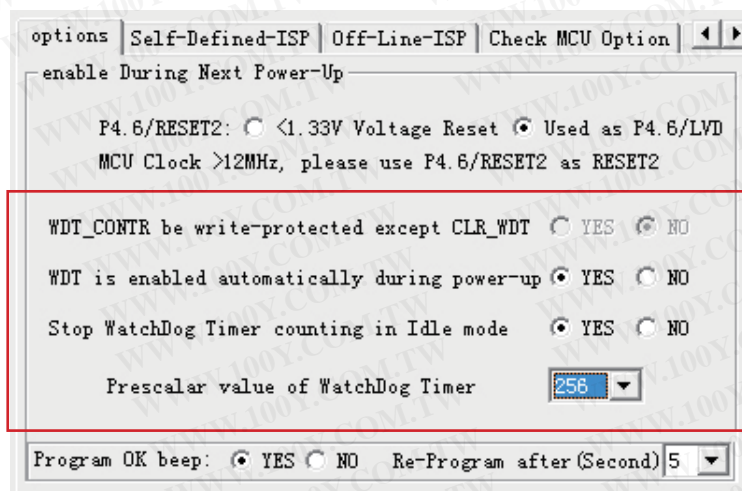 options Self-Defined-ISP Off-Line-ISP Check MCU Option
enable During Next Power-Up
P4.6/RESET2: <1.33V Voltage Reset Used as P4.6/LVD
MCU Clock >12MHz, please use P4.6/RESET2 as RESET2
WDT_CONTR be write-protected except CLR_WDT YES NO
WDT is enabled automatically during power-up YES NO
Stop WatchDog Timer counting in Idle mode YES NO
Prescalar value of WatchDog Timer 256
Program OK beep: YES NO Re-Program after(Second) 5
WWW.100Y.COM.TW